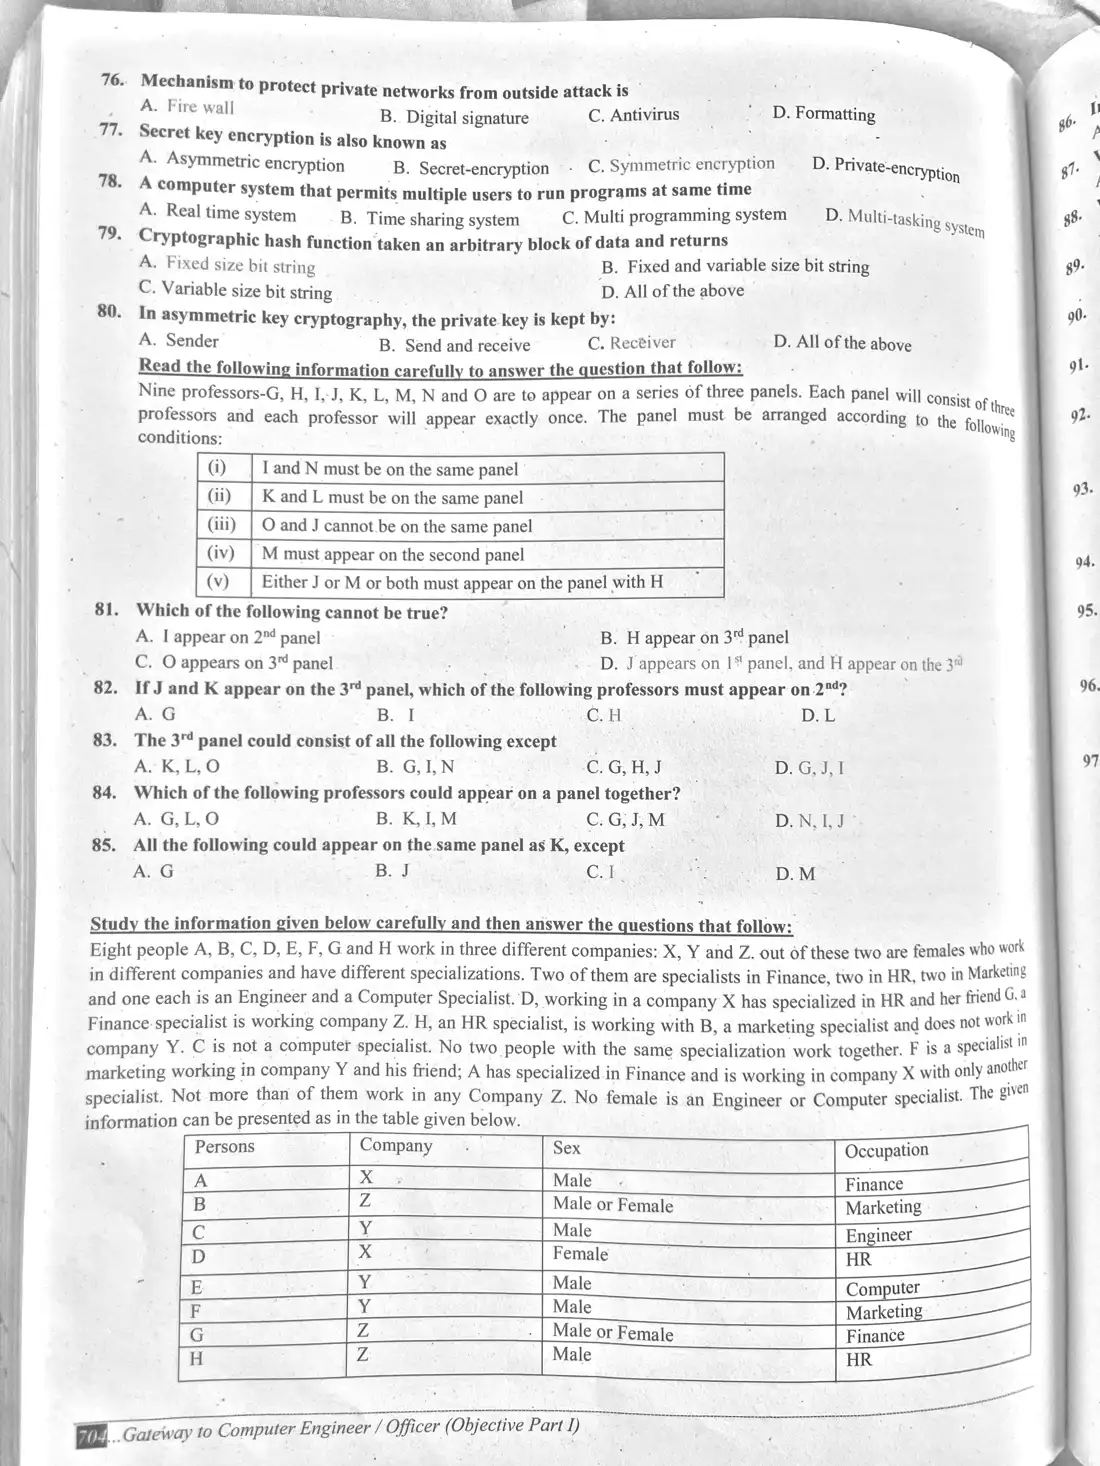 76. Mechanism to protect private networks from outside attack is
A. Fire wall B. Digital signature C. Antivirus D. Formatting
77. Secret key encryption is also known as
A. Asymmetric encryption B. Secret-encryption C. Symmetric encryption D. Private-encryption
78. A computer system that permits multiple users to run programs at same time
A. Real time system B. Time sharing system C. Multi programming system D. Multi-tasking system
79. Cryptographic hash function taken an arbitrary block of data and returns
A. Fixed size bit string B. Fixed and variable size bit string
C. Variable size bit string D. All of the above
80. In asymmetric key cryptography, the private key is kept by:
A. Sender B. Send and receive C. Receiver D. All of the above
Read the following information carefully to answer the question that follow:
Nine professors-G, H, I, J, K, L, M, N and O are to appear on a series of three panels. Each panel will consist of three
professors and each professor will appear exactly once. The panel must be arranged according to the following
conditions:
(i) I and N must be on the same panel
(ii) K and L must be on the same panel
(iii) O and J cannot be on the same panel
(iv) M must appear on the second panel
(v) Either J or M or both must appear on the panel with H
81. Which of the following cannot be true?
A. I appear on 2nd panel B. H appear on 3rd panel
C. O appears on 3rd panel D. J appears on 1st panel, and H appear on the 3rd
82. If J and K appear on the 3rd panel, which of the following professors must appear on 2nd?
A. G B. I C. H D. L
83. The 3rd panel could consist of all the following except
A. K, L, O B. G, I, N C. G, H, J D. G, J, I
84. Which of the following professors could appear on a panel together?
A. G, L, O B. K, I, M C. G, J, M D. N, I, J
85. All the following could appear on the same panel as K, except
A. G B. J C. I D. M
Study the information given below carefully and then answer the questions that follow:
Eight people A, B, C, D, E, F, G and H work in three different companies: X, Y and Z. out of these two are females who work
in different companies and have different specializations. Two of them are specialists in Finance, two in HR, two in Marketing
and one each is an Engineer and a Computer Specialist. D, working in a company X has specialized in HR and her friend G, a
Finance specialist is working company Z. H, an HR specialist, is working with B, a marketing specialist and does not work in
company Y. C is not a computer specialist. No two people with the same specialization work together. F is a specialist in
marketing working in company Y and his friend; A has specialized in Finance and is working in company X with only another
specialist. Not more than of them work in any Company Z. No female is an Engineer or Computer specialist. The given
information can be presented as in the table given below.
Persons Company Sex Occupation
A X Male Finance
B Z Male or Female Marketing
C Y Male Engineer
D X Female HR
E Y Male Computer
F Y Male Marketing
G Z Male or Female Finance
H Z Male HR
704...Gateway to Computer Engineer / Officer (Objective Part I)
86.
87.
88.
89.
90.
91.
92.
93.
94.
95.
96.
97